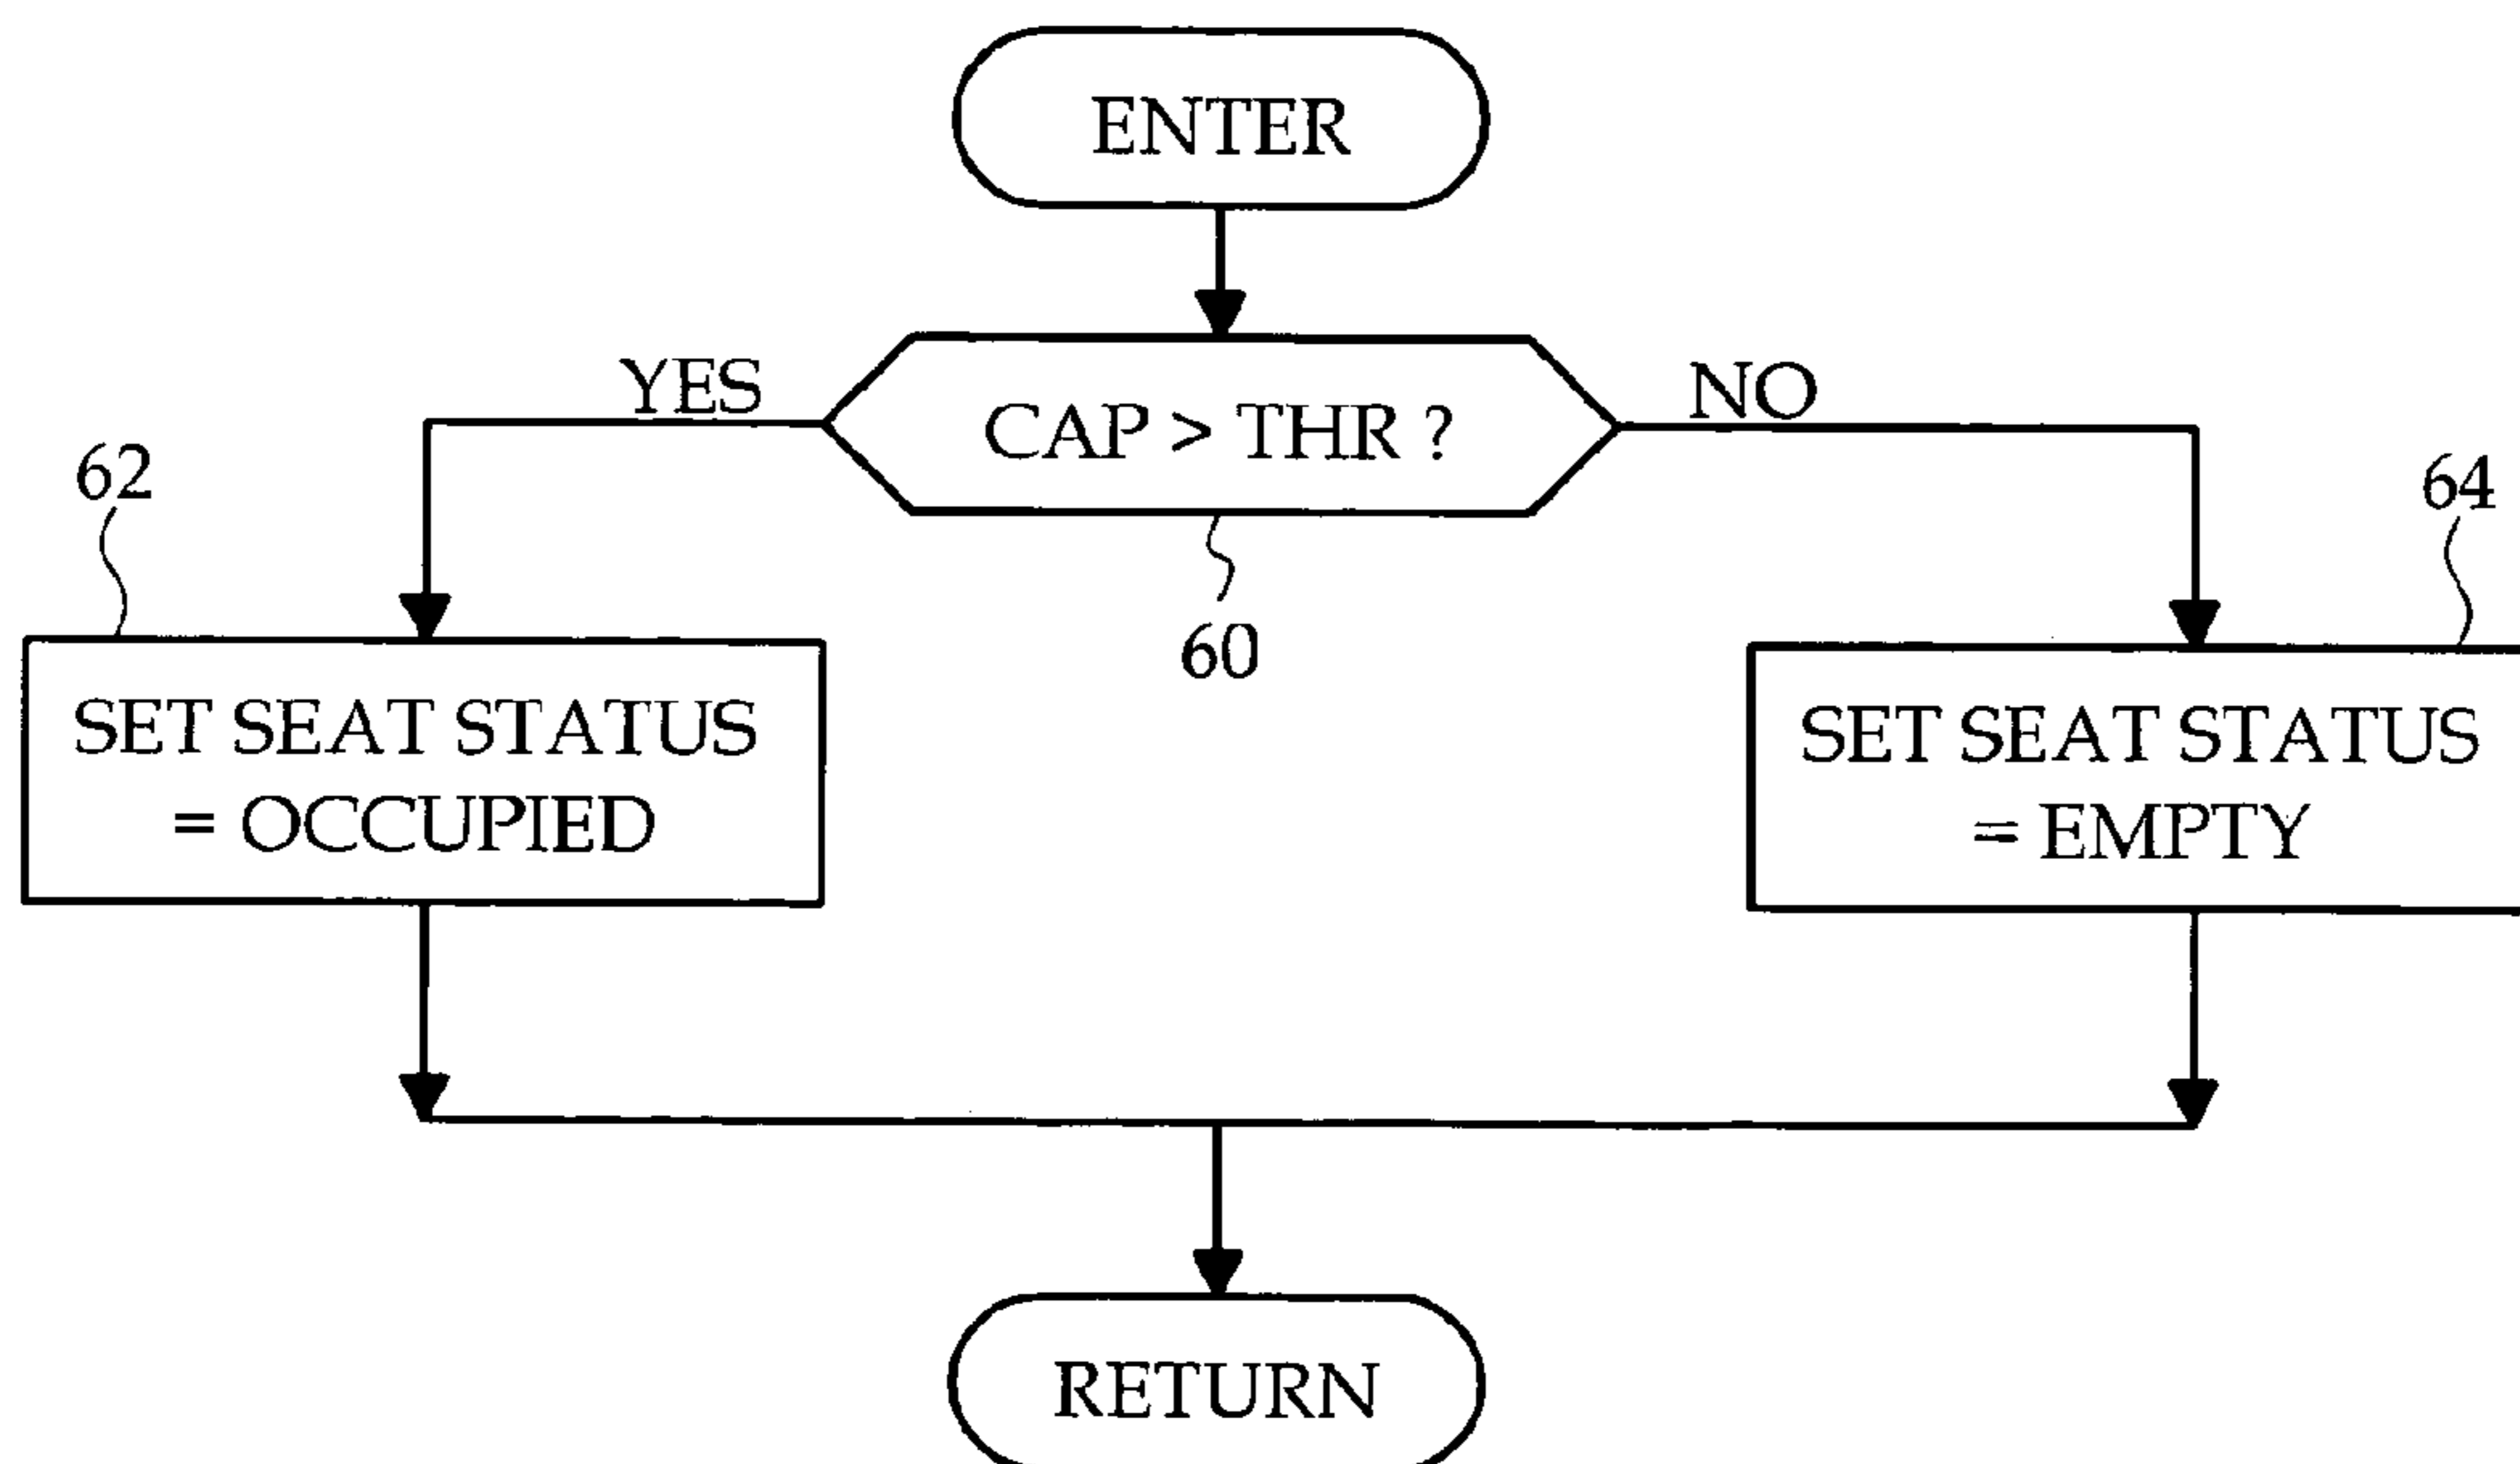 ENTER
YES
CAP > THR ?
NO
62
64
60
SET SEAT STATUS
= OCCUPIED
SET SEAT STATUS
= EMPTY
RETURN